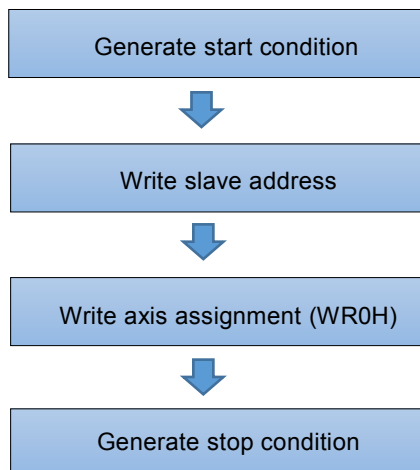 Generate start condition
Write slave address
Write axis assignment (WR0H)
Generate stop condition